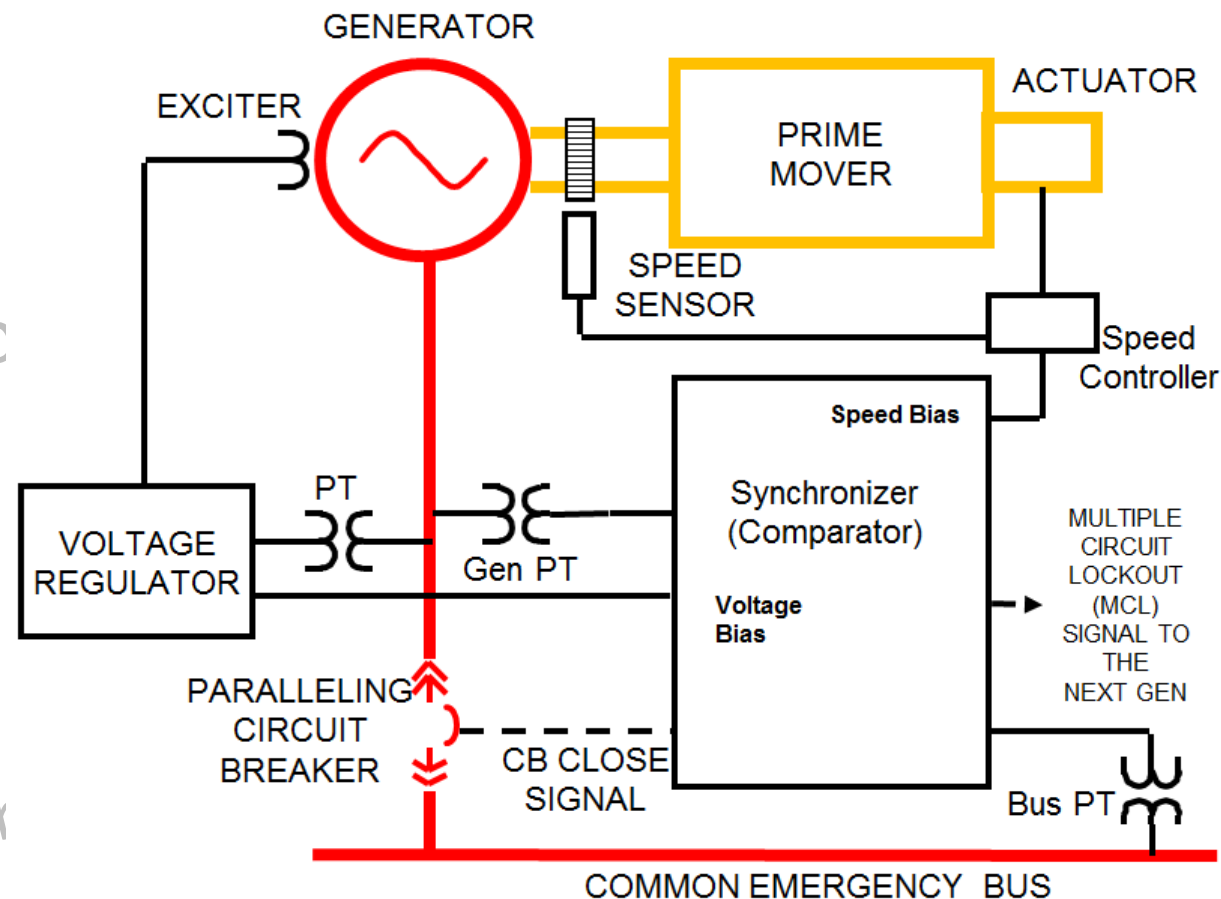 GENERATOR
EXCITER
ACTUATOR
PRIME
MOVER
SPEED
SENSOR
Speed
Controller
Speed Bias
Synchronizer
(Comparator)
PT
Gen PT
VOLTAGE
REGULATOR
Voltage
Bias
MULTIPLE
CIRCUIT
LOCKOUT
(MCL)
SIGNAL TO
THE
NEXT GEN
PARALLELING
CIRCUIT
BREAKER
CB CLOSE
SIGNAL
Bus PT
COMMON EMERGENCY BUS